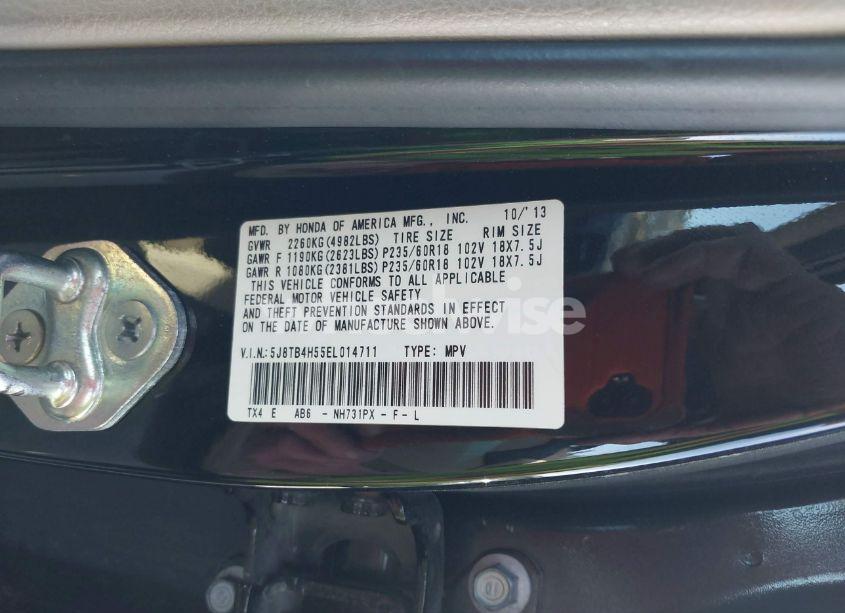 MFD. BY HONDA OF AMERICA MFG., INC. 10/'13
GVWR 2260KG(4982LBS) TIRE SIZE RIM SIZE
GAWR F 1190KG(2623LBS) P235/60R18 102V 18X7.5J
GAWR R 1080KG(2381LBS) P235/60R18 102V 18X7.5J
THIS VEHICLE CONFORMS TO ALL APPLICABLE
FEDERAL MOTOR VEHICLE SAFETY
AND THEFT PREVENTION STANDARDS IN EFFECT
ON THE DATE OF MANUFACTURE SHOWN ABOVE.
V.I.N.: 5J8TB4H55EL014711 TYPE: MPV
TX4 E AB6 - NH731PX - F - L